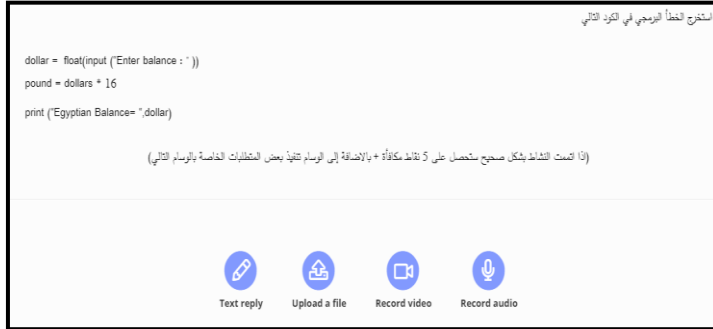 استخرج الخطأ البرمجي في الكود التالي
dollar = float(input ("Enter balance : " ))
pound = dollars * 16
print ("Egyptian Balance= ",dollar)
(اذا اتممت النشاط بشكل صحيح ستحصل على 5 نقاط مكافأة + بالاضافة إلى الوسام تنفيذ بعض المتطلبات الخاصة بالوسام التالي)
Text reply Upload a file Record video Record audio